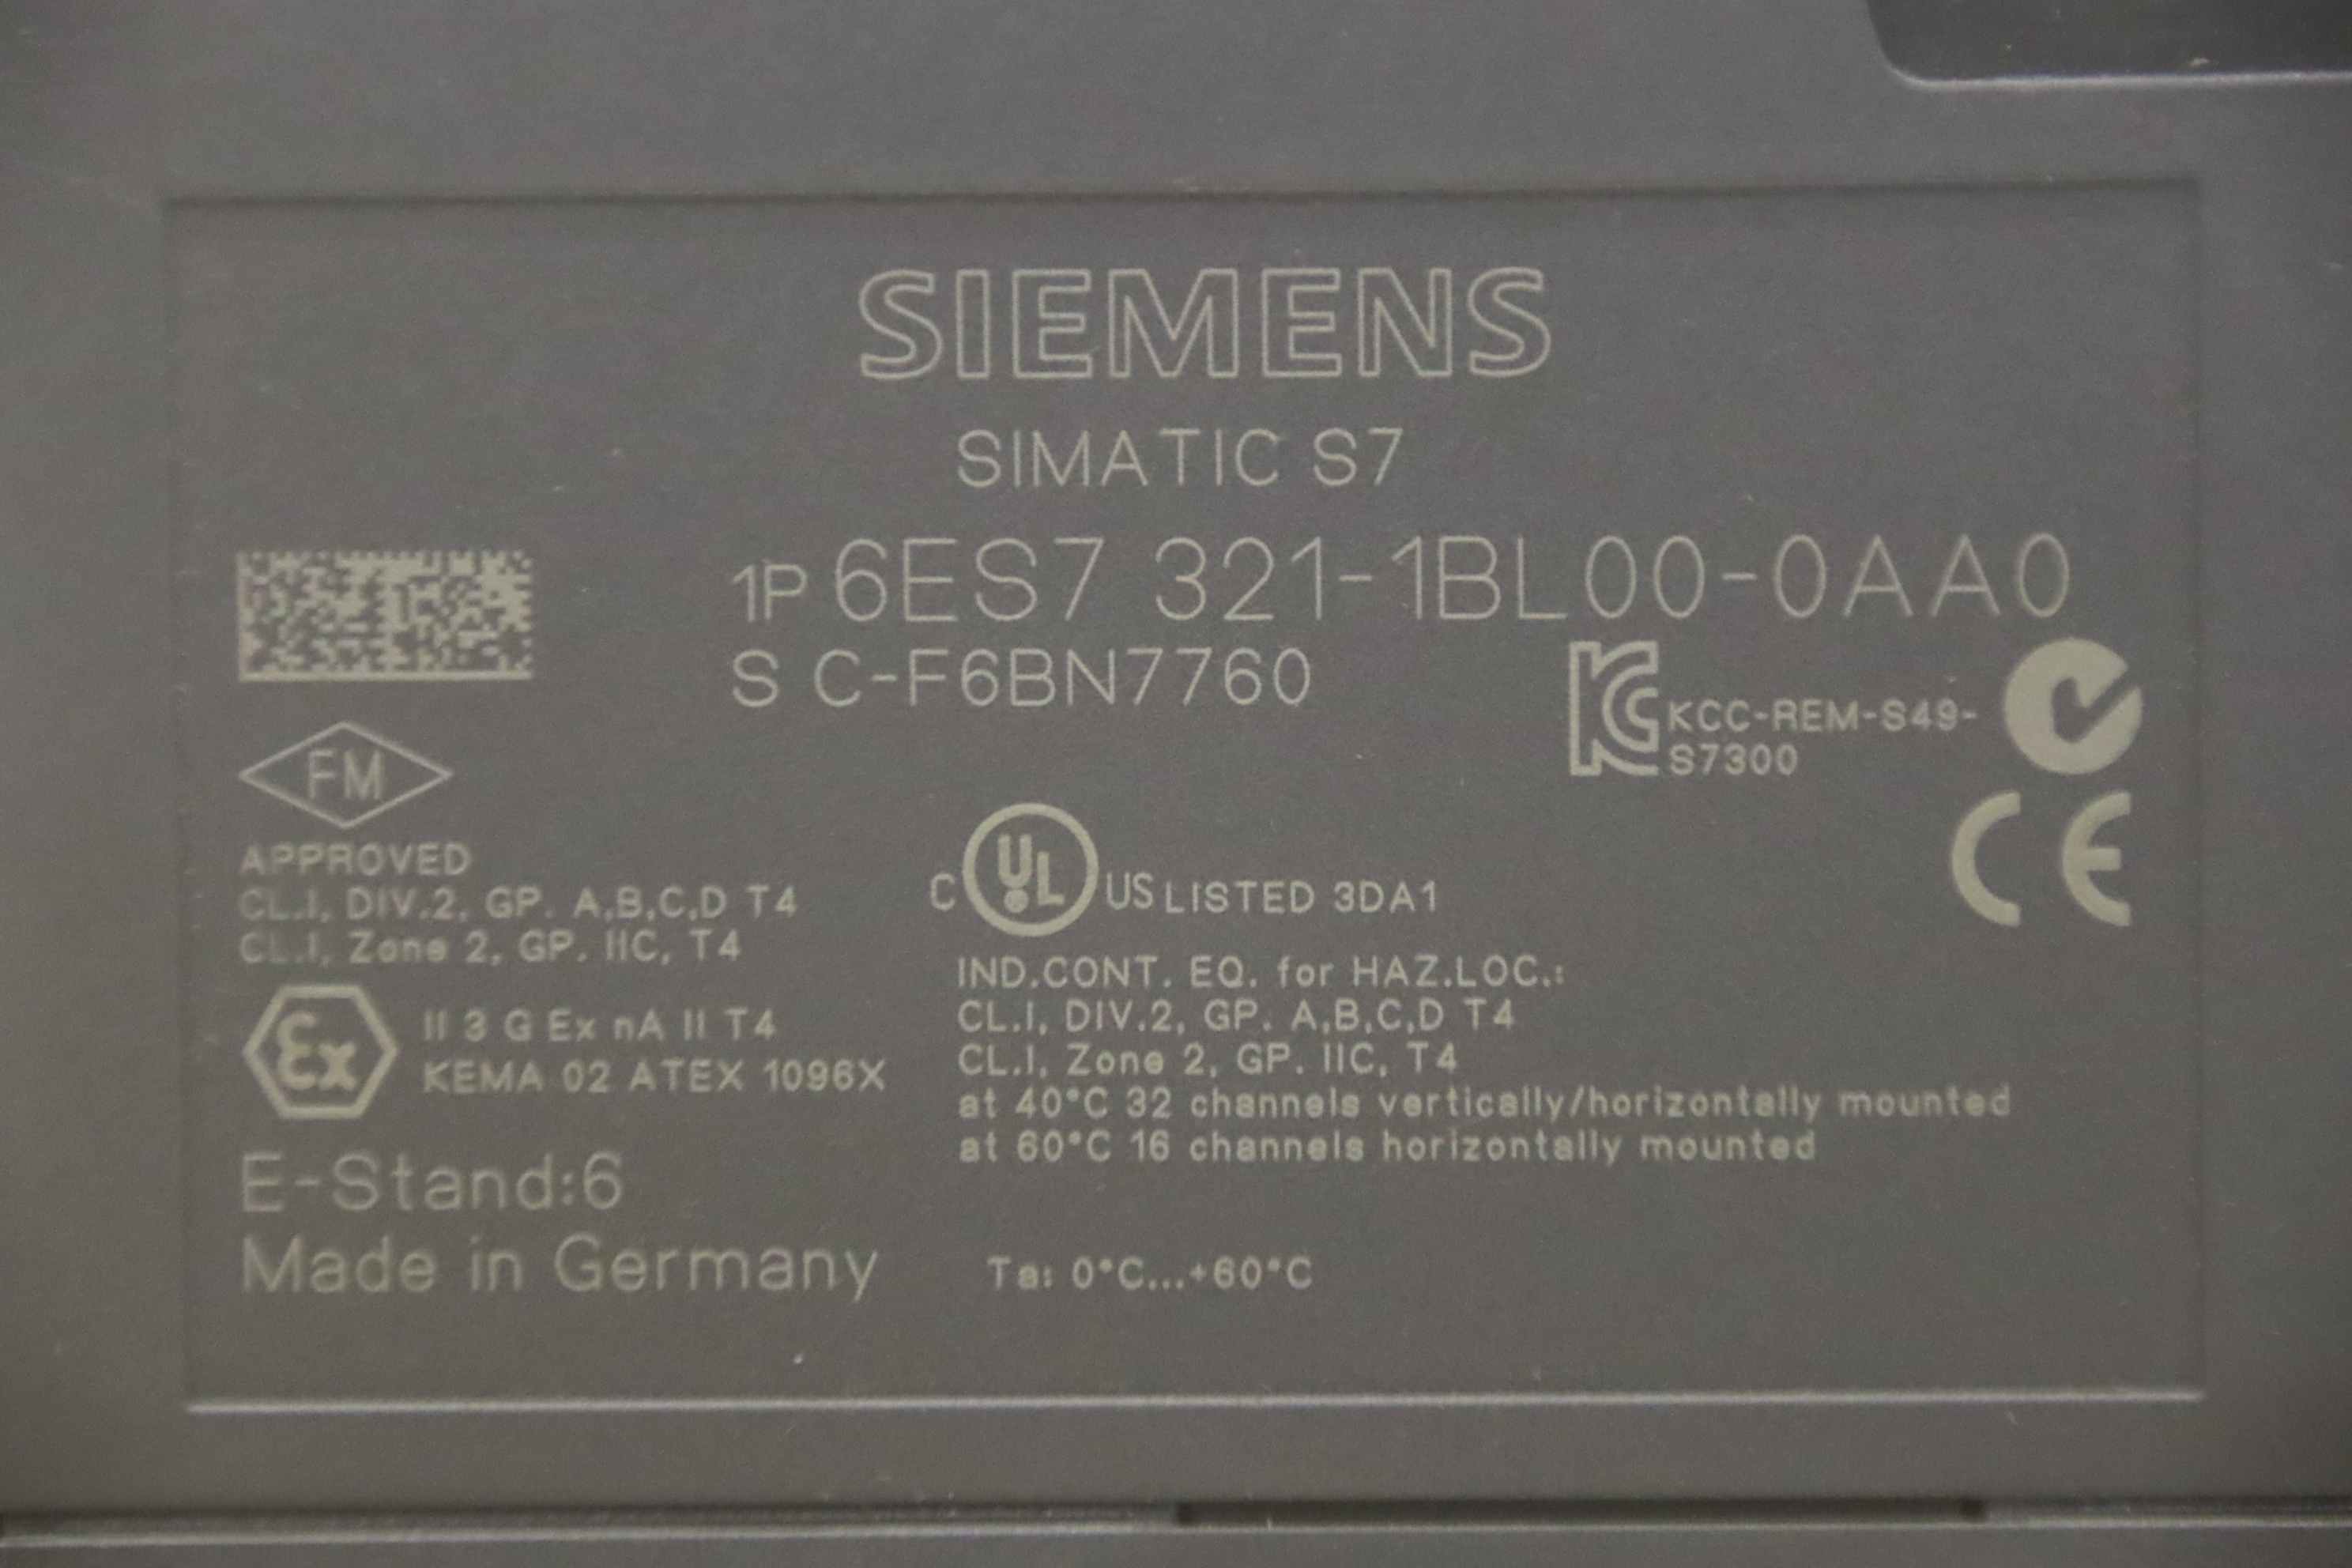 SIEMENS
SIMATIC S7
1P 6ES7 321-1BL00-0AA0
S C-F6BN7760
KCC-REM-S49-
S7300
FM
APPROVED
CL.I, DIV.2, GP. A,B,C,D T4
CL.I, Zone 2, GP. IIC, T4
C UL US LISTED 3DA1
CE
IND.CONT. EQ. for HAZ.LOC.:
CL.I, DIV.2, GP. A,B,C,D T4
CL.I, Zone 2, GP. IIC, T4
at 40°C 32 channels vertically/horizontally mounted
at 60°C 16 channels horizontally mounted
Ex II 3 G Ex nA II T4
KEMA 02 ATEX 1096X
E-Stand:6
Made in Germany
Ta: 0°C...+60°C